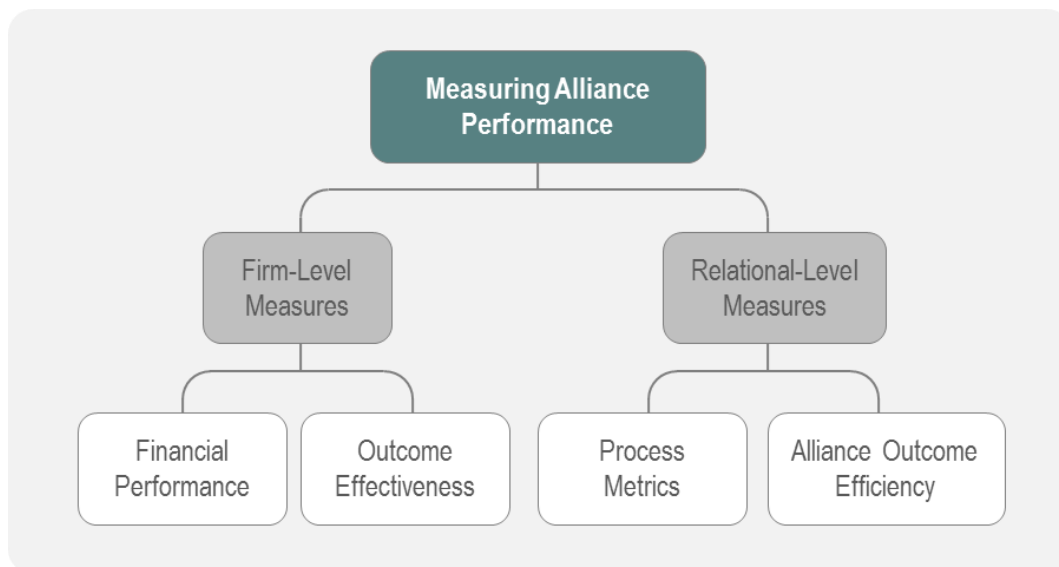 Measuring Alliance
Performance
Firm-Level
Measures
Relational-Level
Measures
Financial
Performance
Outcome
Effectiveness
Process
Metrics
Alliance Outcome
Efficiency